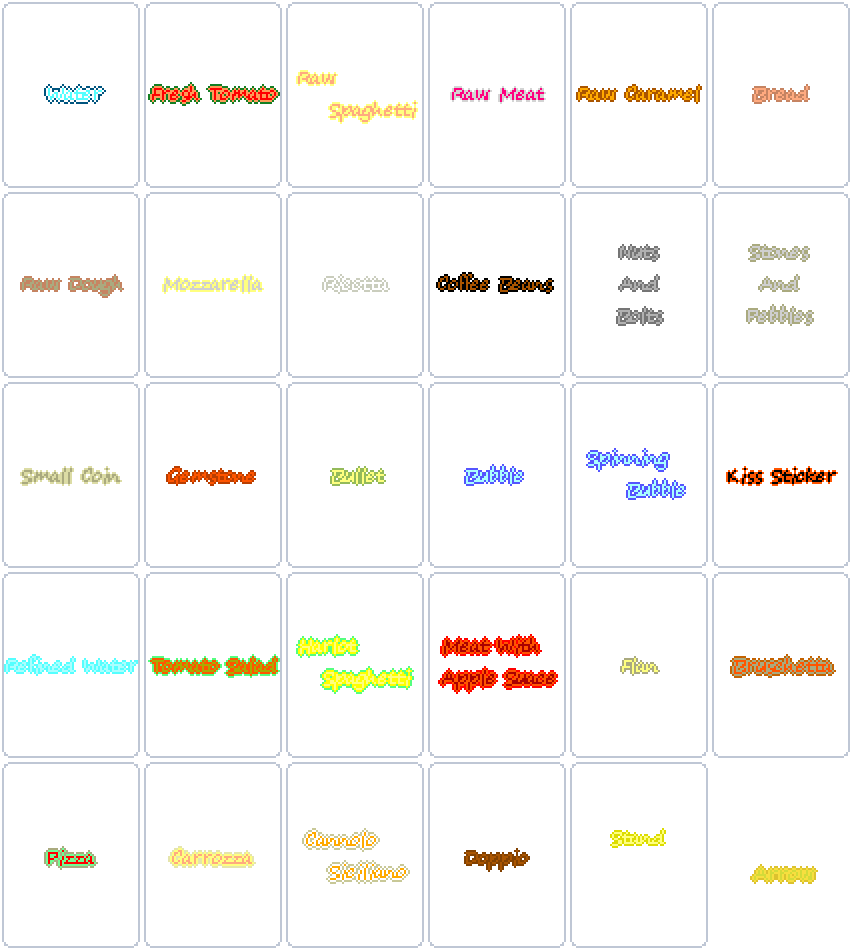 Water
Fresh Tomato
Raw
Spaghetti
Raw Meat
Raw Caramel
Bread
Raw Dough
Mozzarella
Ricotta
Coffee Beans
Nuts
And
Bolts
Stones
And
Pebbles
Small Coin
Gemstone
Bullet
Bubble
Spinning
Bubble
Kiss Sticker
Refined Water
Tomato Salad
Harlot
Spaghetti
Meat With
Apple Sauce
Flan
Bruschetta
Pizza
Carrozza
Cannolo
Siciliano
Doppio
Stand
Arrow